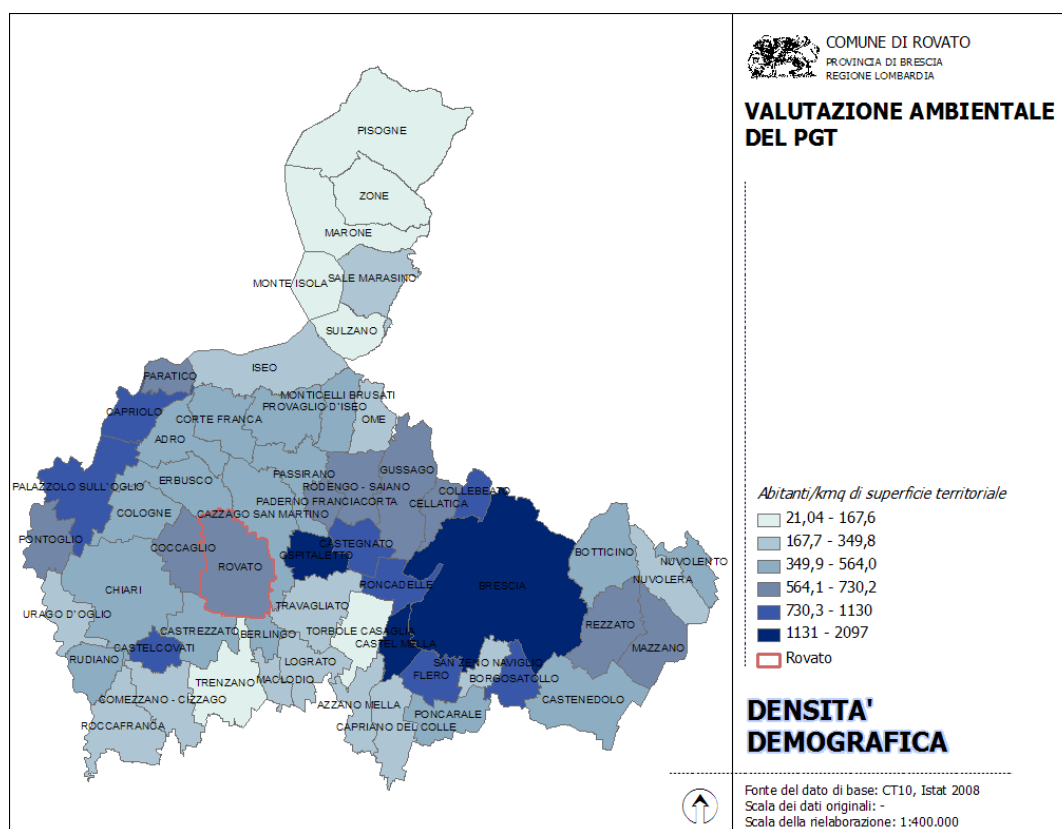 COMUNE DI ROVATO
PROVINCIA DI BRESCIA
REGIONE LOMBARDIA
VALUTAZIONE AMBIENTALE
DEL PGT
PISOGNE
ZONE
MARONE
MONTE ISOLA
SALE MARASINO
SULZANO
ISEO
PARATICO
MONTICELLI BRUSATI
CAPRIOLO
CORTE FRANCA
PROVAGLIO D'ISEO
OME
ADRO
GUSSAGO
PALAZZOLO SULL'OGLIO
ERBUSCO
PASSIRANO
RODENGO - SAIANO
COLLEBEATO
PADERNO FRANCIACORTA
CELLATICA
COLOGNE
CAZZAGO SAN MARTINO
PONTOGLIO
COCCAGLIO
OSPITALETTO
CASTEGNATO
BOTTICINO
NUVOLENTO
ROVATO
NUVOLERA
CHIARI
RONCADELLE
BRESCIA
URAGO D'OGLIO
TRAVAGLIATO
REZZATO
CASTREZZATO
BERLINGO
TORBOLE CASAGLIA
CASTEL MELLA
MAZZANO
RUDIANO
CASTELCOVATI
LOGRATO
SAN ZENO NAVIGLIO
TRENZANO
MACLODIO
FLERO
BORGOSATOLLO
COMEZZANO - CIZZAGO
AZZANO MELLA
CASTENEDOLO
PONCARALE
ROCCAFRANCA
CAPRIANO DEL COLLE
Abitanti/kmq di superficie territoriale
21,04 - 167,6
167,7 - 349,8
349,9 - 564,0
564,1 - 730,2
730,3 - 1130
1131 - 2097
Rovato
DENSITA'
DEMOGRAFICA
Fonte del dato di base: CT10, Istat 2008
Scala dei dati originali: -
Scala della rielaborazione: 1:400.000